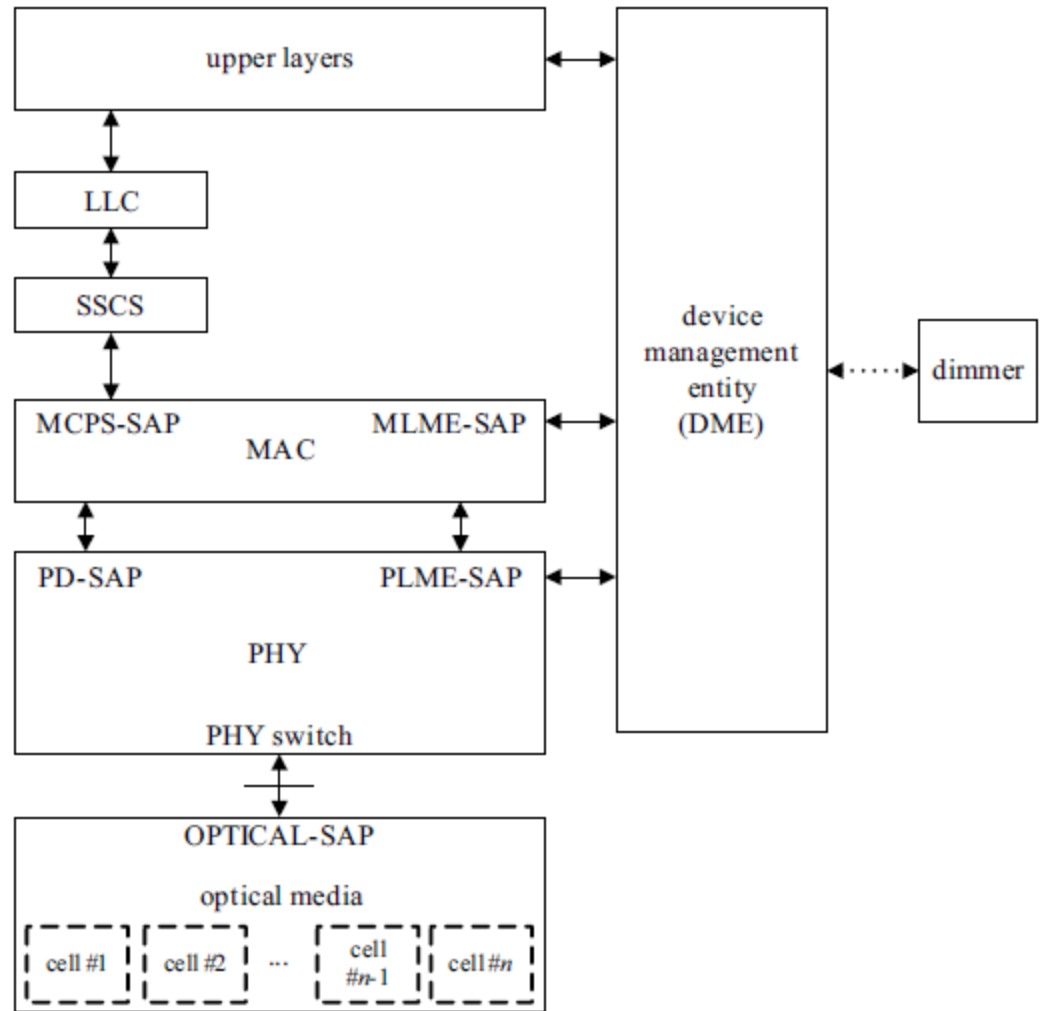 upper layers
LLC
SSCS
device
management
entity
(DME)
dimmer
MCPS-SAP MLME-SAP
MAC
PD-SAP PLME-SAP
PHY
PHY switch
OPTICAL-SAP
optical media
cell #1 cell #2 ... cell
#n-1 cell #n